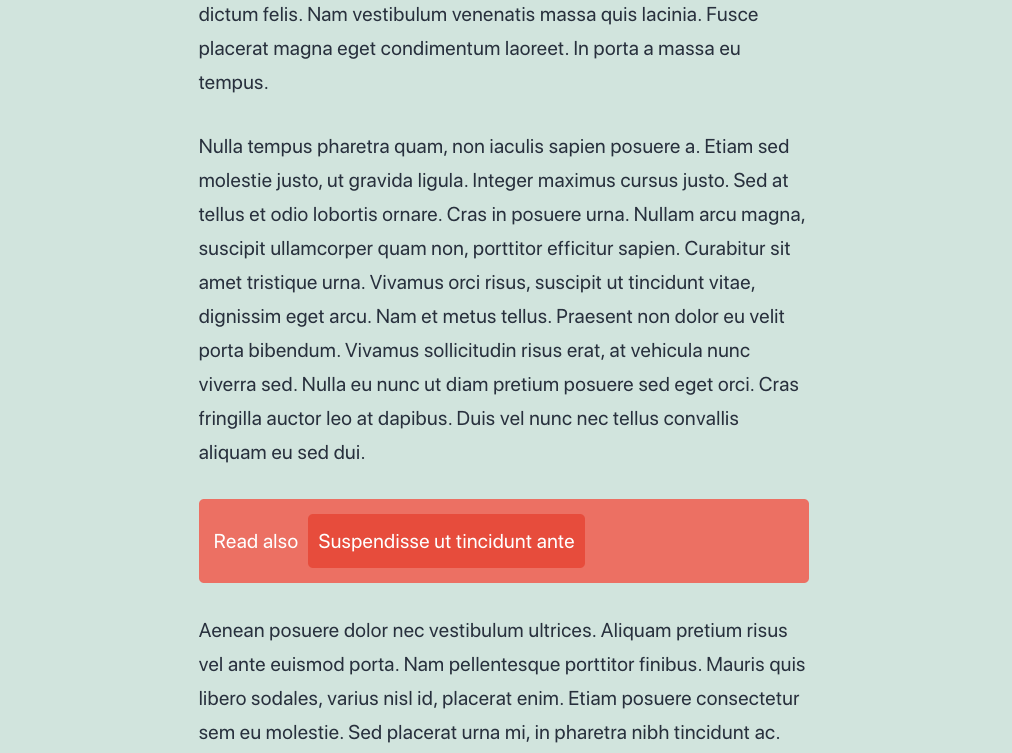 dictum felis. Nam vestibulum venenatis massa quis lacinia. Fusce
placerat magna eget condimentum laoreet. In porta a massa eu
tempus.
Nulla tempus pharetra quam, non iaculis sapien posuere a. Etiam sed
molestie justo, ut gravida ligula. Integer maximus cursus justo. Sed at
tellus et odio lobortis ornare. Cras in posuere urna. Nullam arcu magna,
suscipit ullamcorper quam non, porttitor efficitur sapien. Curabitur sit
amet tristique urna. Vivamus orci risus, suscipit ut tincidunt vitae,
dignissim eget arcu. Nam et metus tellus. Praesent non dolor eu velit
porta bibendum. Vivamus sollicitudin risus erat, at vehicula nunc
viverra sed. Nulla eu nunc ut diam pretium posuere sed eget orci. Cras
fringilla auctor leo at dapibus. Duis vel nunc nec tellus convallis
aliquam eu sed dui.
Read also Suspendisse ut tincidunt ante
Aenean posuere dolor nec vestibulum ultrices. Aliquam pretium risus
vel ante euismod porta. Nam pellentesque porttitor finibus. Mauris quis
libero sodales, varius nisl id, placerat enim. Etiam posuere consectetur
sem eu molestie. Sed placerat urna mi, in pharetra nibh tincidunt ac.